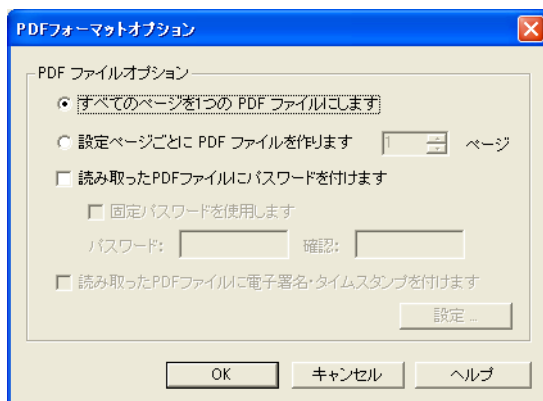 PDFフォーマットオプション
PDF ファイルオプション
すべてのページを1つの PDF ファイルにします
設定ページごとに PDF ファイルを作ります 1 ページ
読み取ったPDFファイルにパスワードを付けます
固定パスワードを使用します
パスワード: 確認:
読み取ったPDFファイルに電子署名・タイムスタンプを付けます
設定...
OK キャンセル ヘルプ